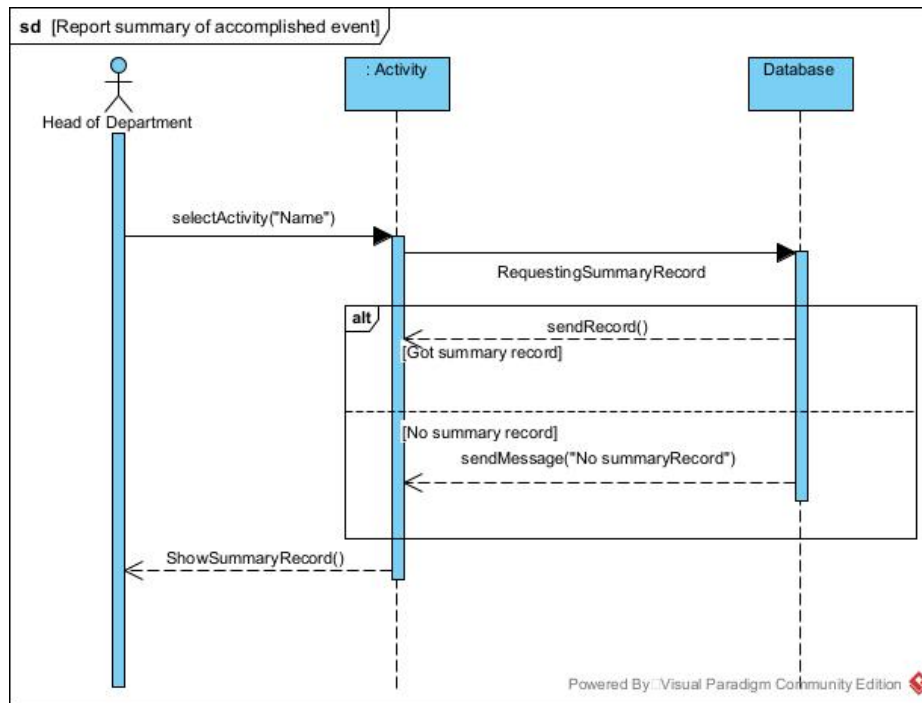 sd [Report summary of accomplished event]
: Activity
Database
Head of Department
selectActivity("Name")
RequestingSummaryRecord
alt
sendRecord()
[Got summary record]
[No summary record]
sendMessage("No summaryRecord")
ShowSummaryRecord()
Powered By Visual Paradigm Community Edition